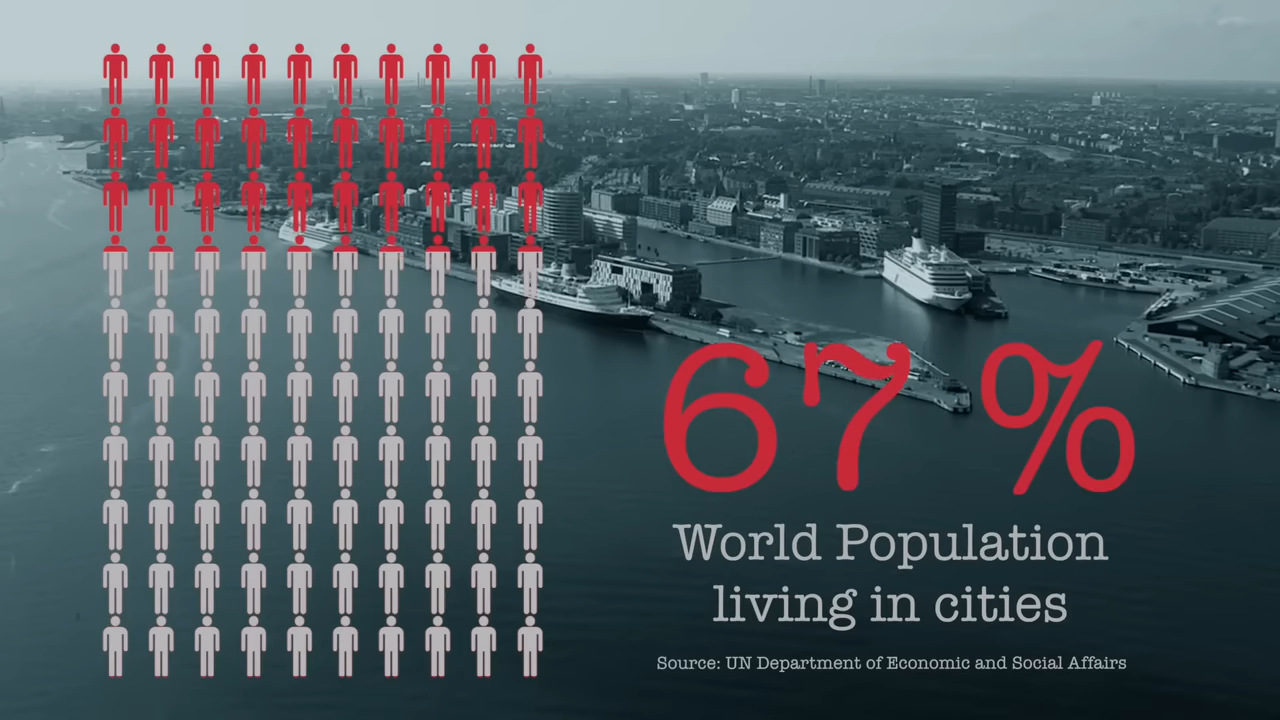 67 %
World Population
living in cities
Source: UN Department of Economic and Social Affairs